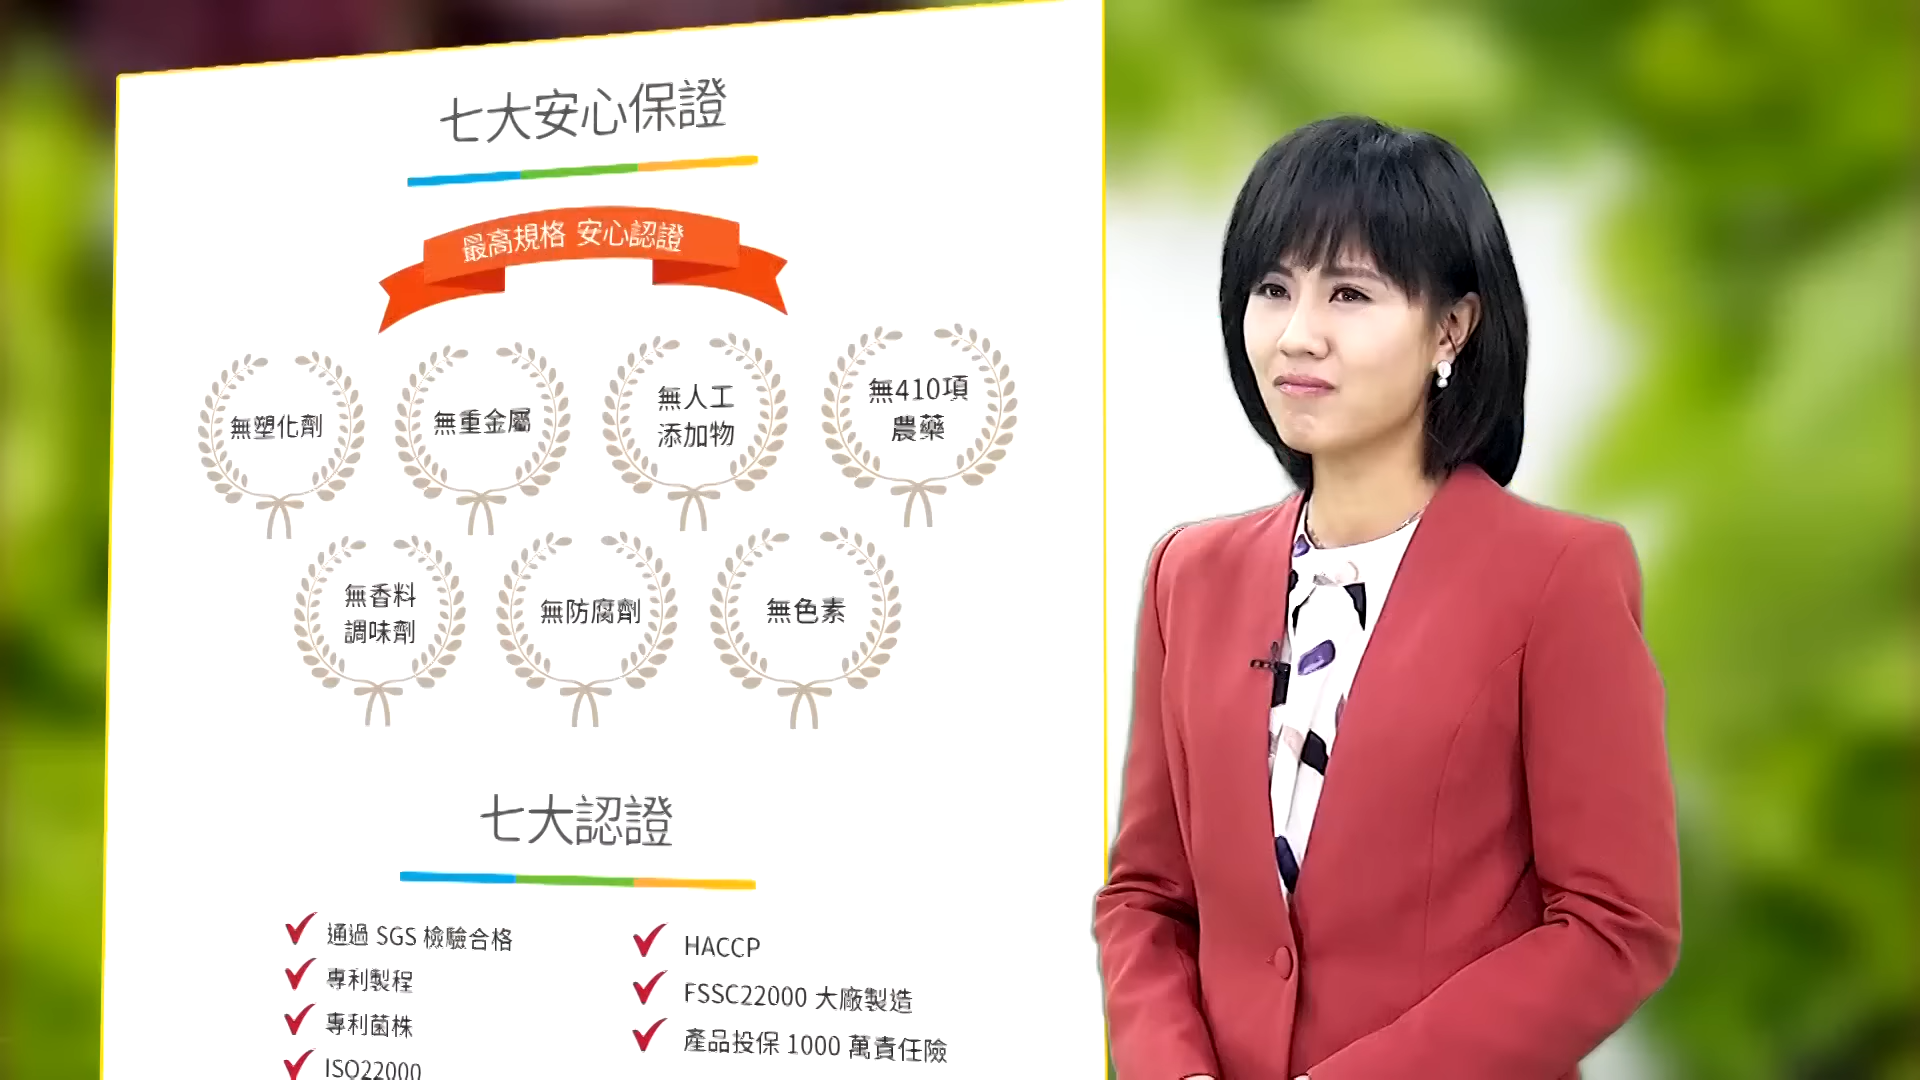 七大安心保證
最高規格 安心認證
無塑化劑
無重金屬
無人工
添加物
無410項
農藥
無香料
調味劑
無防腐劑
無色素
七大認證
通過 SGS 檢驗合格
專利製程
專利菌株
ISO22000
HACCP
FSSC22000 大廠製造
產品投保 1000 萬責任險